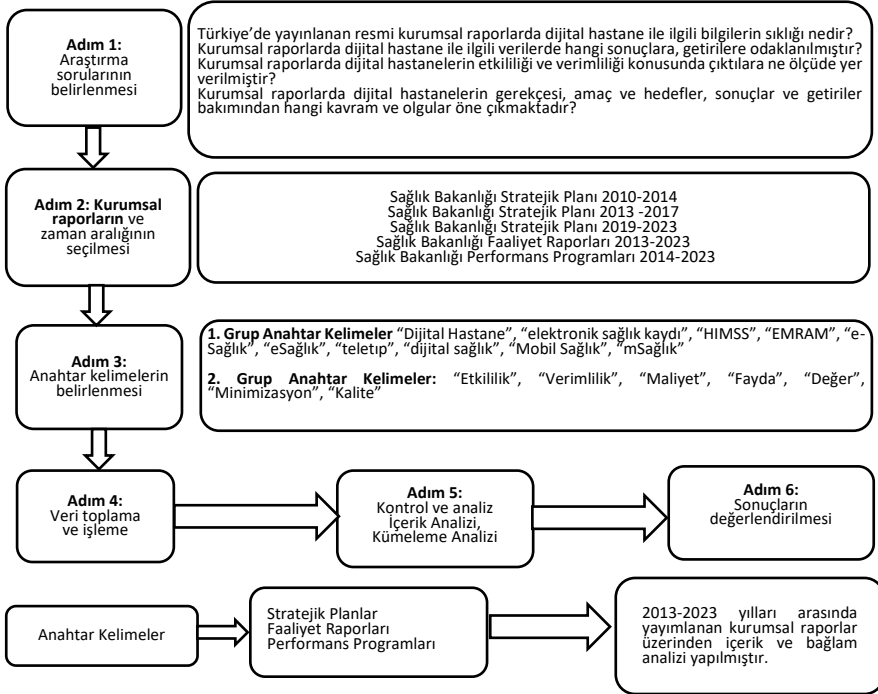 Adım 1:
Araştırma
sorularının
belirlenmesi
Türkiye’de yayınlanan resmi kurumsal raporlarda dijital hastane ile ilgili bilgilerin sıklığı nedir?
Kurumsal raporlarda dijital hastane ile ilgili verilerde hangi sonuçlara, getirilere odaklanılmıştır?
Kurumsal raporlarda dijital hastanelerin etkililiği ve verimliliği konusunda çıktılara ne ölçüde yer
verilmiştir?
Kurumsal raporlarda dijital hastanelerin gerekçesi, amaç ve hedefler, sonuçlar ve getiriler
bakımından hangi kavram ve olgular öne çıkmaktadır?
Adım 2: Kurumsal
raporların ve
zaman aralığının
seçilmesi
Sağlık Bakanlığı Stratejik Planı 2010-2014
Sağlık Bakanlığı Stratejik Planı 2013 -2017
Sağlık Bakanlığı Stratejik Planı 2019-2023
Sağlık Bakanlığı Faaliyet Raporları 2013-2023
Sağlık Bakanlığı Performans Programları 2014-2023
Adım 3:
Anahtar kelimelerin
belirlenmesi
1. Grup Anahtar Kelimeler “Dijital Hastane”, “elektronik sağlık kaydı”, “HIMSS”, “EMRAM”, “e-
Sağlık”, “eSağlık”, “teletıp”, “dijital sağlık”, “Mobil Sağlık”, “mSağlık”
2. Grup Anahtar Kelimeler: “Etkililik”, “Verimlilik”, “Maliyet”, “Fayda”, “Değer”,
“Minimizasyon”, “Kalite”
Adım 4:
Veri toplama
ve işleme
Adım 5:
Kontrol ve analiz
İçerik Analizi,
Kümeleme Analizi
Adım 6:
Sonuçların
değerlendirilmesi
Anahtar Kelimeler
Stratejik Planlar
Faaliyet Raporları
Performans Programları
2013-2023 yılları arasında
yayımlanan kurumsal raporlar
üzerinden içerik ve bağlam
analizi yapılmıştır.